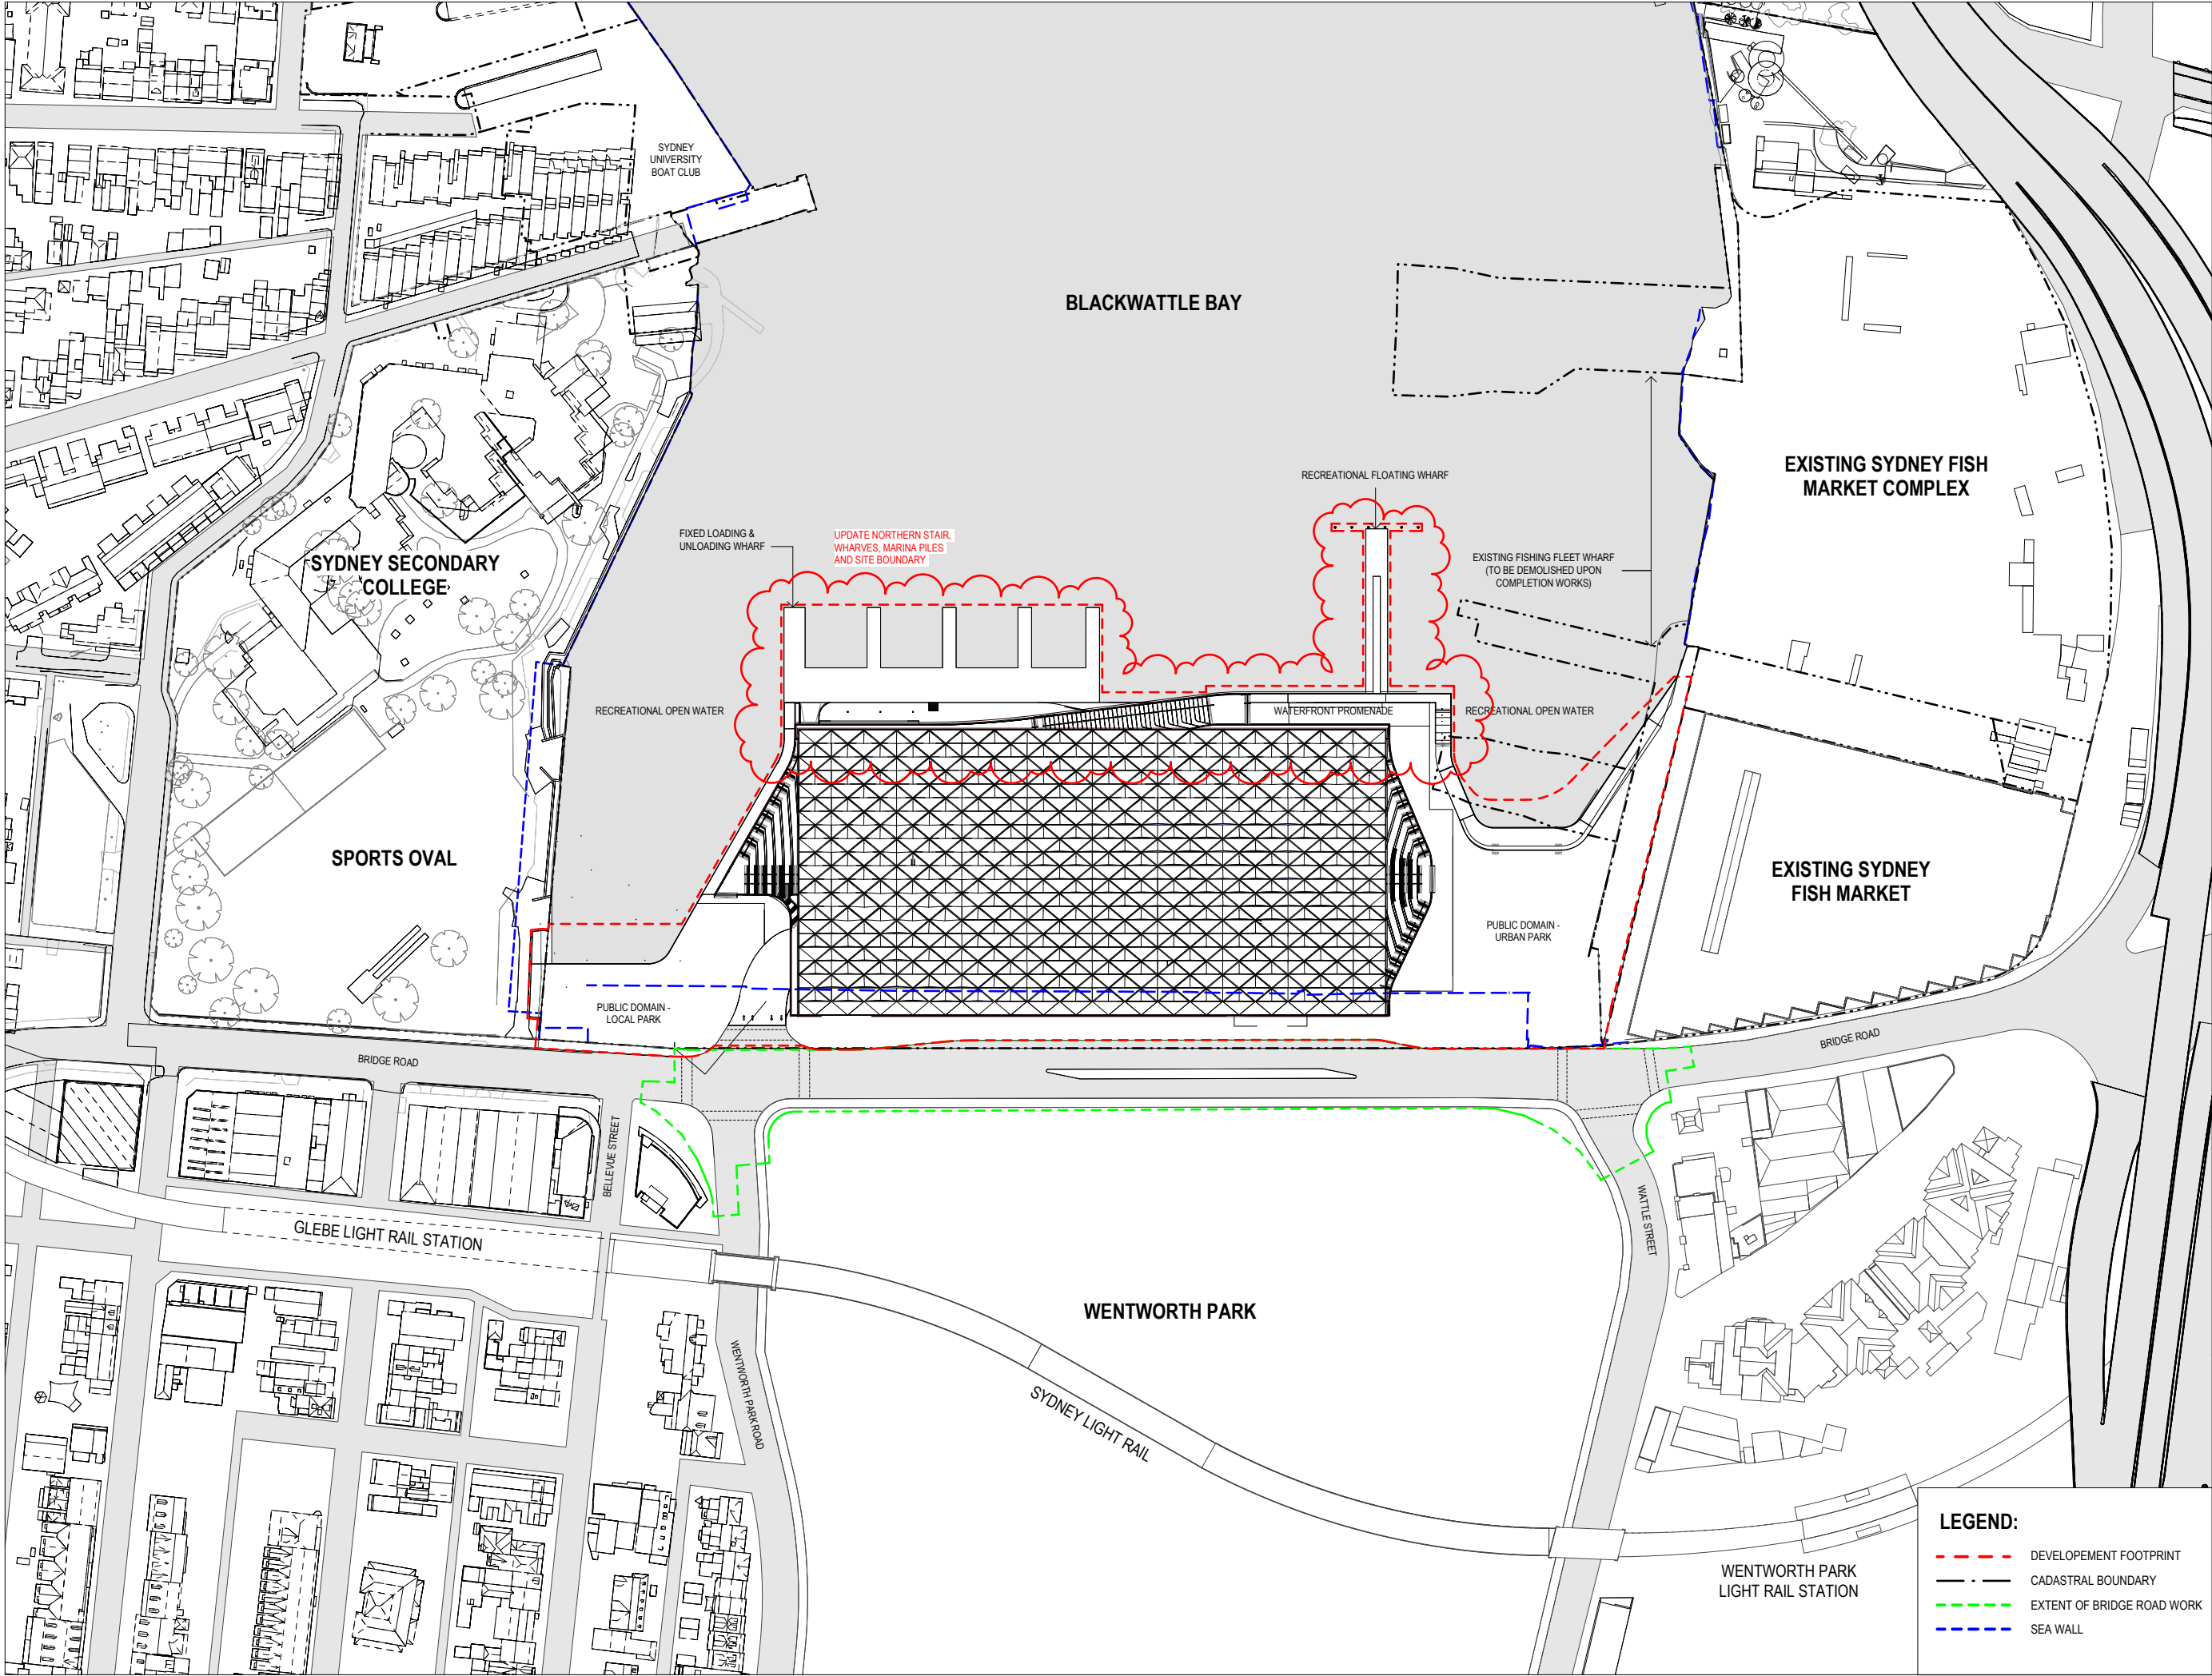 SYDNEY
UNIVERSITY
BOAT CLUB
BLACKWATTLE BAY
EXISTING SYDNEY FISH
MARKET COMPLEX
RECREATIONAL FLOATING WHARF
FIXED LOADING &
UNLOADING WHARF
UPDATE NORTHERN STAIR,
WHARVES, MARINA PILES
AND SITE BOUNDARY
EXISTING FISHING FLEET WHARF
(TO BE DEMOLISHED UPON
COMPLETION WORKS)
SYDNEY SECONDARY
COLLEGE
RECREATIONAL OPEN WATER
WATERFRONT PROMENADE
RECREATIONAL OPEN WATER
SPORTS OVAL
EXISTING SYDNEY
FISH MARKET
PUBLIC DOMAIN -
URBAN PARK
PUBLIC DOMAIN -
LOCAL PARK
BRIDGE ROAD
BRIDGE ROAD
BELLEVUE STREET
WATTLE STREET
GLEBE LIGHT RAIL STATION
WENTWORTH PARK
WENTWORTH PARK ROAD
SYDNEY LIGHT RAIL
WENTWORTH PARK
LIGHT RAIL STATION
LEGEND:
DEVELOPEMENT FOOTPRINT
CADASTRAL BOUNDARY
EXTENT OF BRIDGE ROAD WORK
SEA WALL